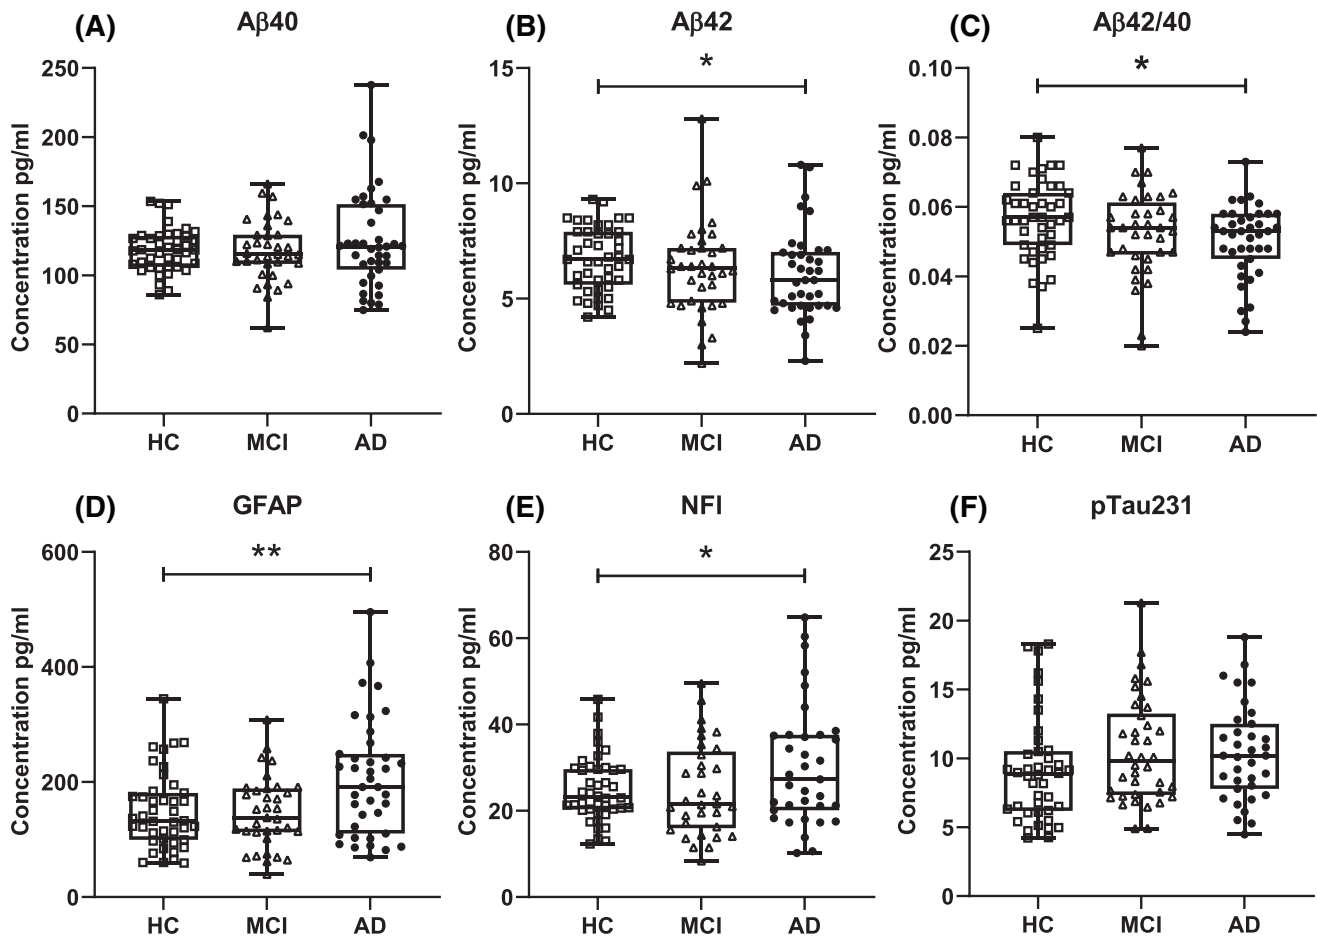 (A) Aβ40
Concentration pg/ml
250
200
150
100
50
0
HC MCI AD
(B) Aβ42
Concentration pg/ml
15
10
5
0
*
HC MCI AD
(C) Aβ42/40
Concentration pg/ml
0.10
0.08
0.06
0.04
0.02
0.00
*
HC MCI AD
(D) GFAP
Concentration pg/ml
600
400
200
0
**
HC MCI AD
(E) NFl
Concentration pg/ml
80
60
40
20
0
*
HC MCI AD
(F) pTau231
Concentration pg/ml
25
20
15
10
5
0
HC MCI AD